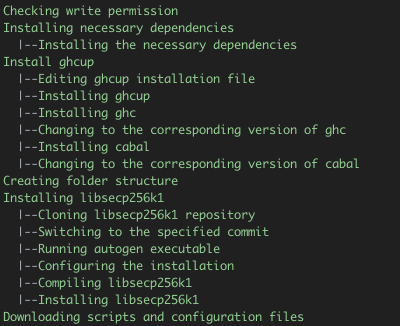 Checking write permission
Installing necessary dependencies
|--Installing the necessary dependencies
Install ghcup
|--Editing ghcup installation file
|--Installing ghcup
|--Installing ghc
|--Changing to the corresponding version of ghc
|--Installing cabal
|--Changing to the corresponding version of cabal
Creating folder structure
Installing libsecp256k1
|--Cloning libsecp256k1 repository
|--Switching to the specified commit
|--Running autogen executable
|--Configuring the installation
|--Compiling libsecp256k1
|--Installing libsecp256k1
Downloading scripts and configuration files